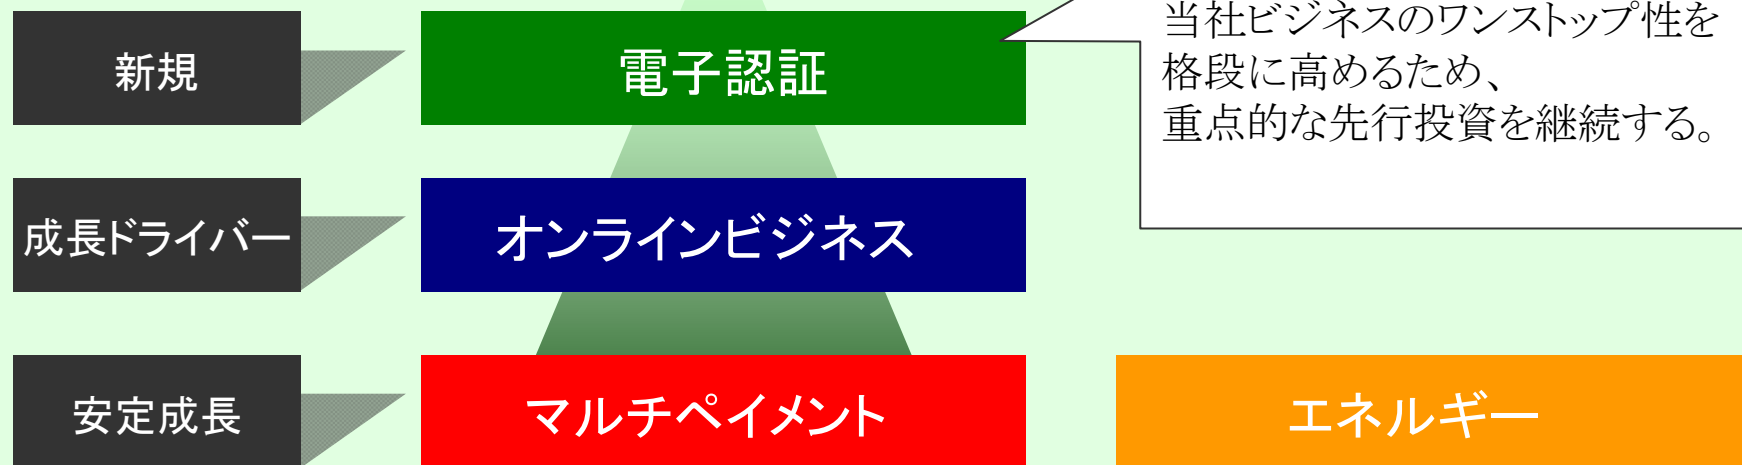 新規
電子認証
当社ビジネスのワンストップ性を
格段に高めるため、
重点的な先行投資を継続する。
成長ドライバー
オンラインビジネス
安定成長
マルチペイメント
エネルギー